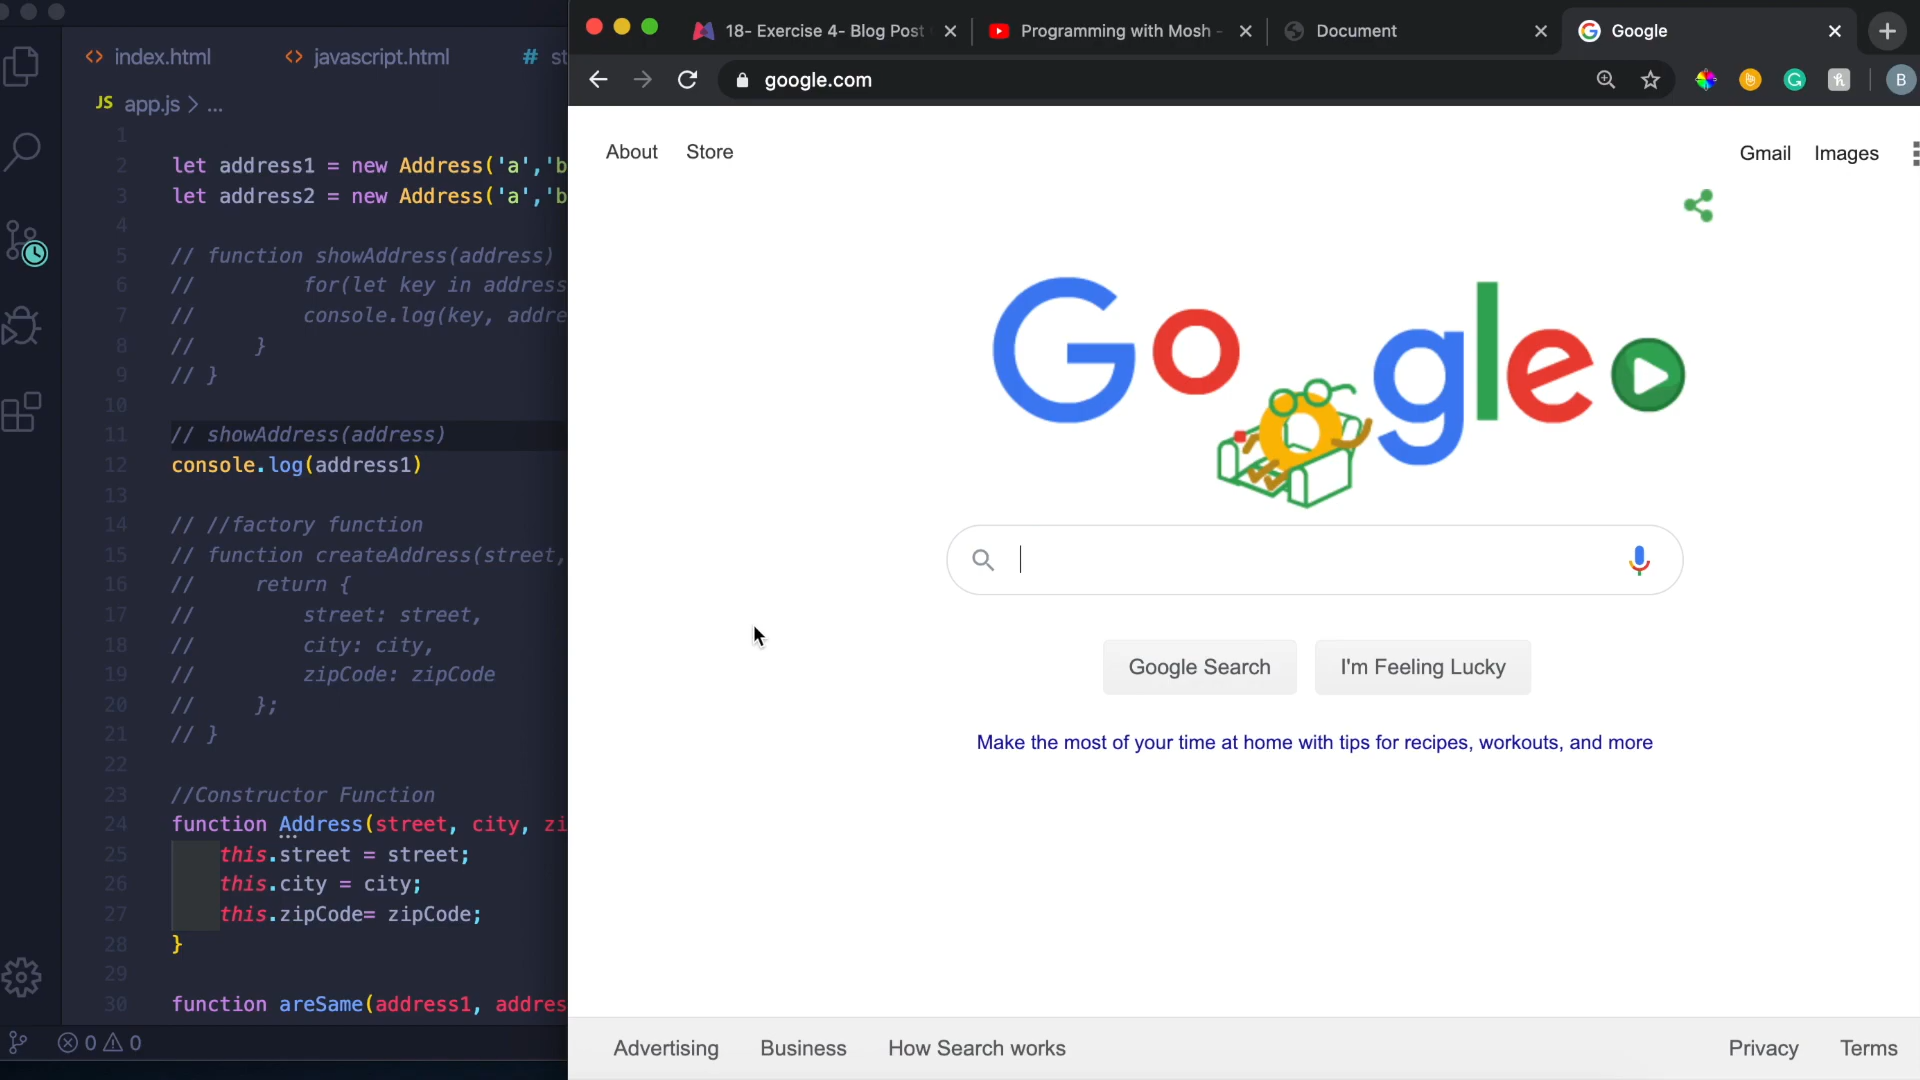 index.html
javascript.html
# st
JS app.js > ...
1
2 let address1 = new Address('a','b
3 let address2 = new Address('a','b
4
5 // function showAddress(address)
6 // for(let key in address
7 // console.log(key, addre
8 // }
9 // }
10
11 // showAddress(address)
12 console.log(address1)
13
14 // //factory function
15 // function createAddress(street,
16 // return {
17 // street: street,
18 // city: city,
19 // zipCode: zipCode
20 // };
21 // }
22
23 //Constructor Function
24 function Address(street, city, zi
25 this.street = street;
26 this.city = city;
27 this.zipCode= zipCode;
28 }
29
30 function areSame(address1, addres
0 0
18- Exercise 4- Blog Post
Programming with Mosh -
Document
Google
google.com
B
About Store
Gmail Images
Google
Google Search
I'm Feeling Lucky
Make the most of your time at home with tips for recipes, workouts, and more
Advertising Business How Search works
Privacy Terms